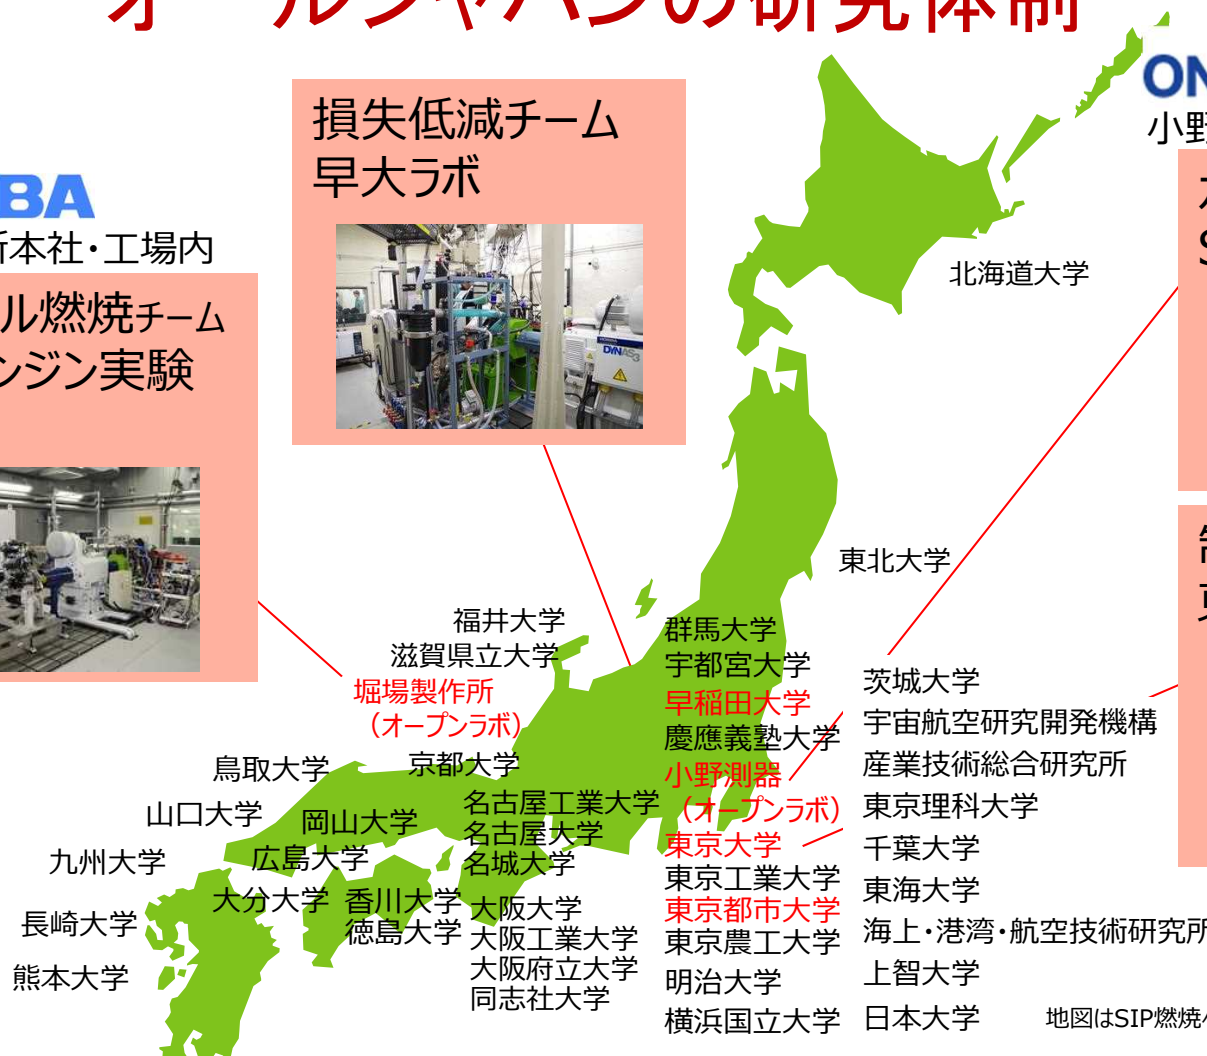 オールジャパンの研究体制
損失低減チーム
早大ラボ
BA
本社・工場内
ル燃焼チーム
ンジン実験
ON
小野
S
DYNAS3
北海道大学
東北大学
福井大学
滋賀県立大学
堀場製作所
（オープンラボ）
京都大学
鳥取大学
山口大学
岡山大学
広島大学
九州大学
大分大学
長崎大学
熊本大学
香川大学
徳島大学
名古屋工業大学
名古屋大学
名城大学
大阪大学
大阪工業大学
大阪府立大学
同志社大学
群馬大学
宇都宮大学
早稲田大学
慶應義塾大学
小野測器
（オープンラボ）
東京大学
東京工業大学
東京都市大学
東京農工大学
明治大学
横浜国立大学
茨城大学
宇宙航空研究開発機構
産業技術総合研究所
東京理科大学
千葉大学
東海大学
海上・港湾・航空技術研究所
上智大学
日本大学
地図はSIP燃焼